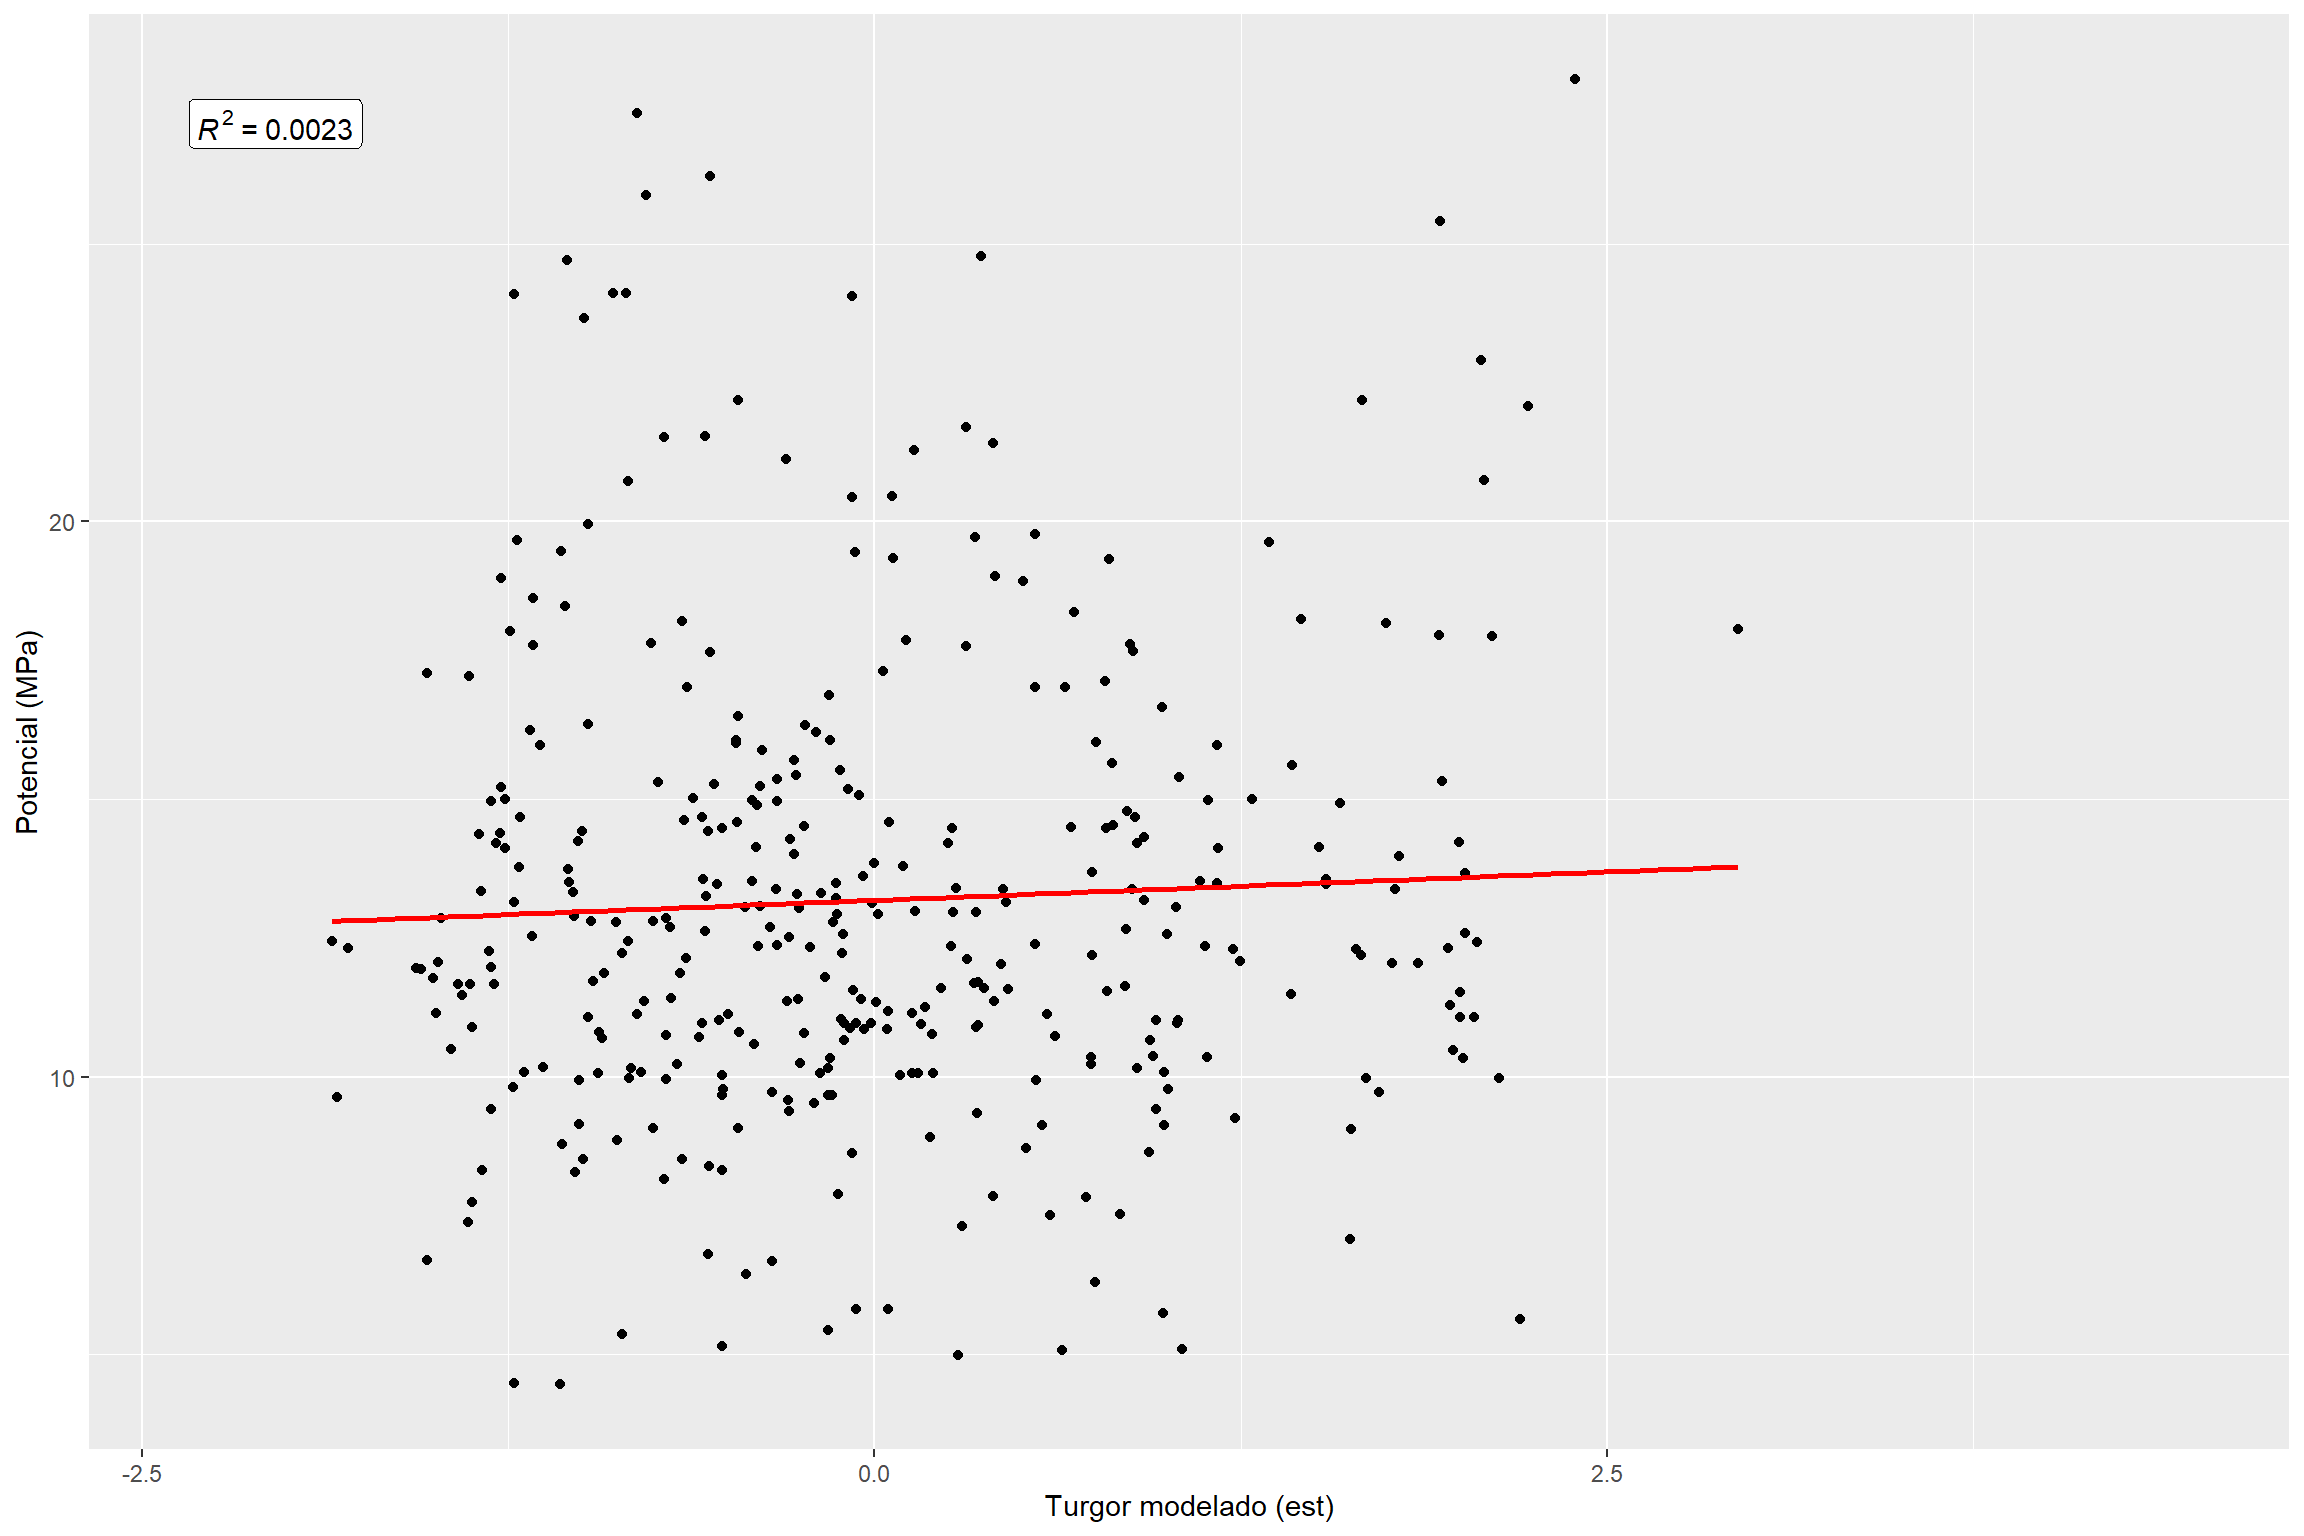 R² = 0.0023
20
10
Potencial (MPa)
-2.5
0.0
2.5
Turgor modelado (est)